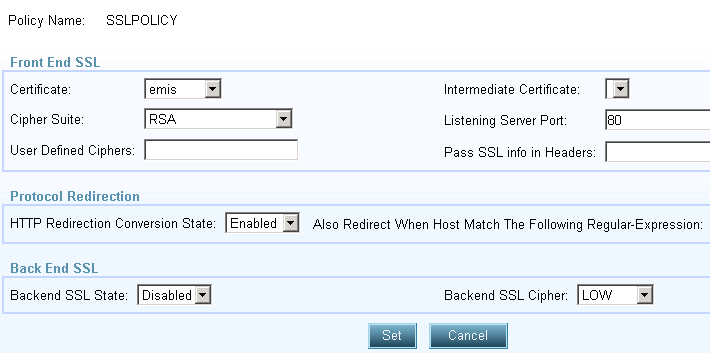 Policy Name: SSLPOLICY
Front End SSL
Certificate: emis Intermediate Certificate:
Cipher Suite: RSA Listening Server Port: 80
User Defined Ciphers: Pass SSL info in Headers:
Protocol Redirection
HTTP Redirection Conversion State: Enabled Also Redirect When Host Match The Following Regular-Expression:
Back End SSL
Backend SSL State: Disabled Backend SSL Cipher: LOW
Set Cancel